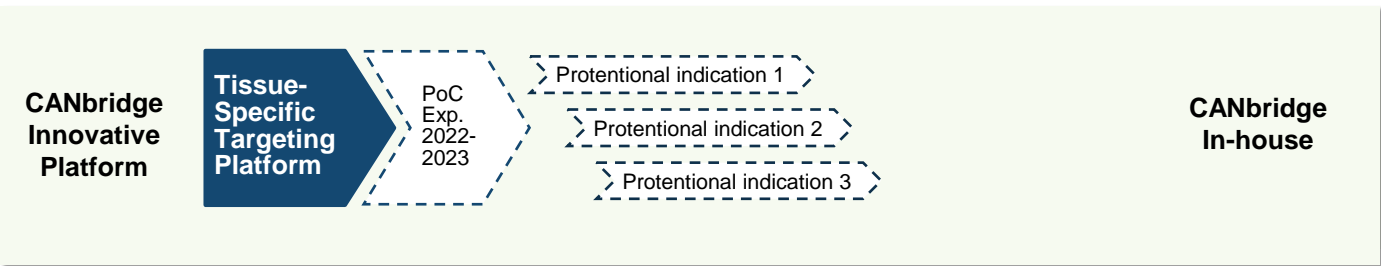 CANbridge
Innovative
Platform
Tissue-
Specific
Targeting
Platform
PoC
Exp.
2022-
2023
Protentional indication 1
Protentional indication 2
Protentional indication 3
CANbridge
In-house